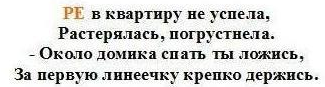 РЕ в квартиру не успела,
Растерялась, погрустнела.
- Около домика спать ты ложись,
За первую линеечку крепко держись.